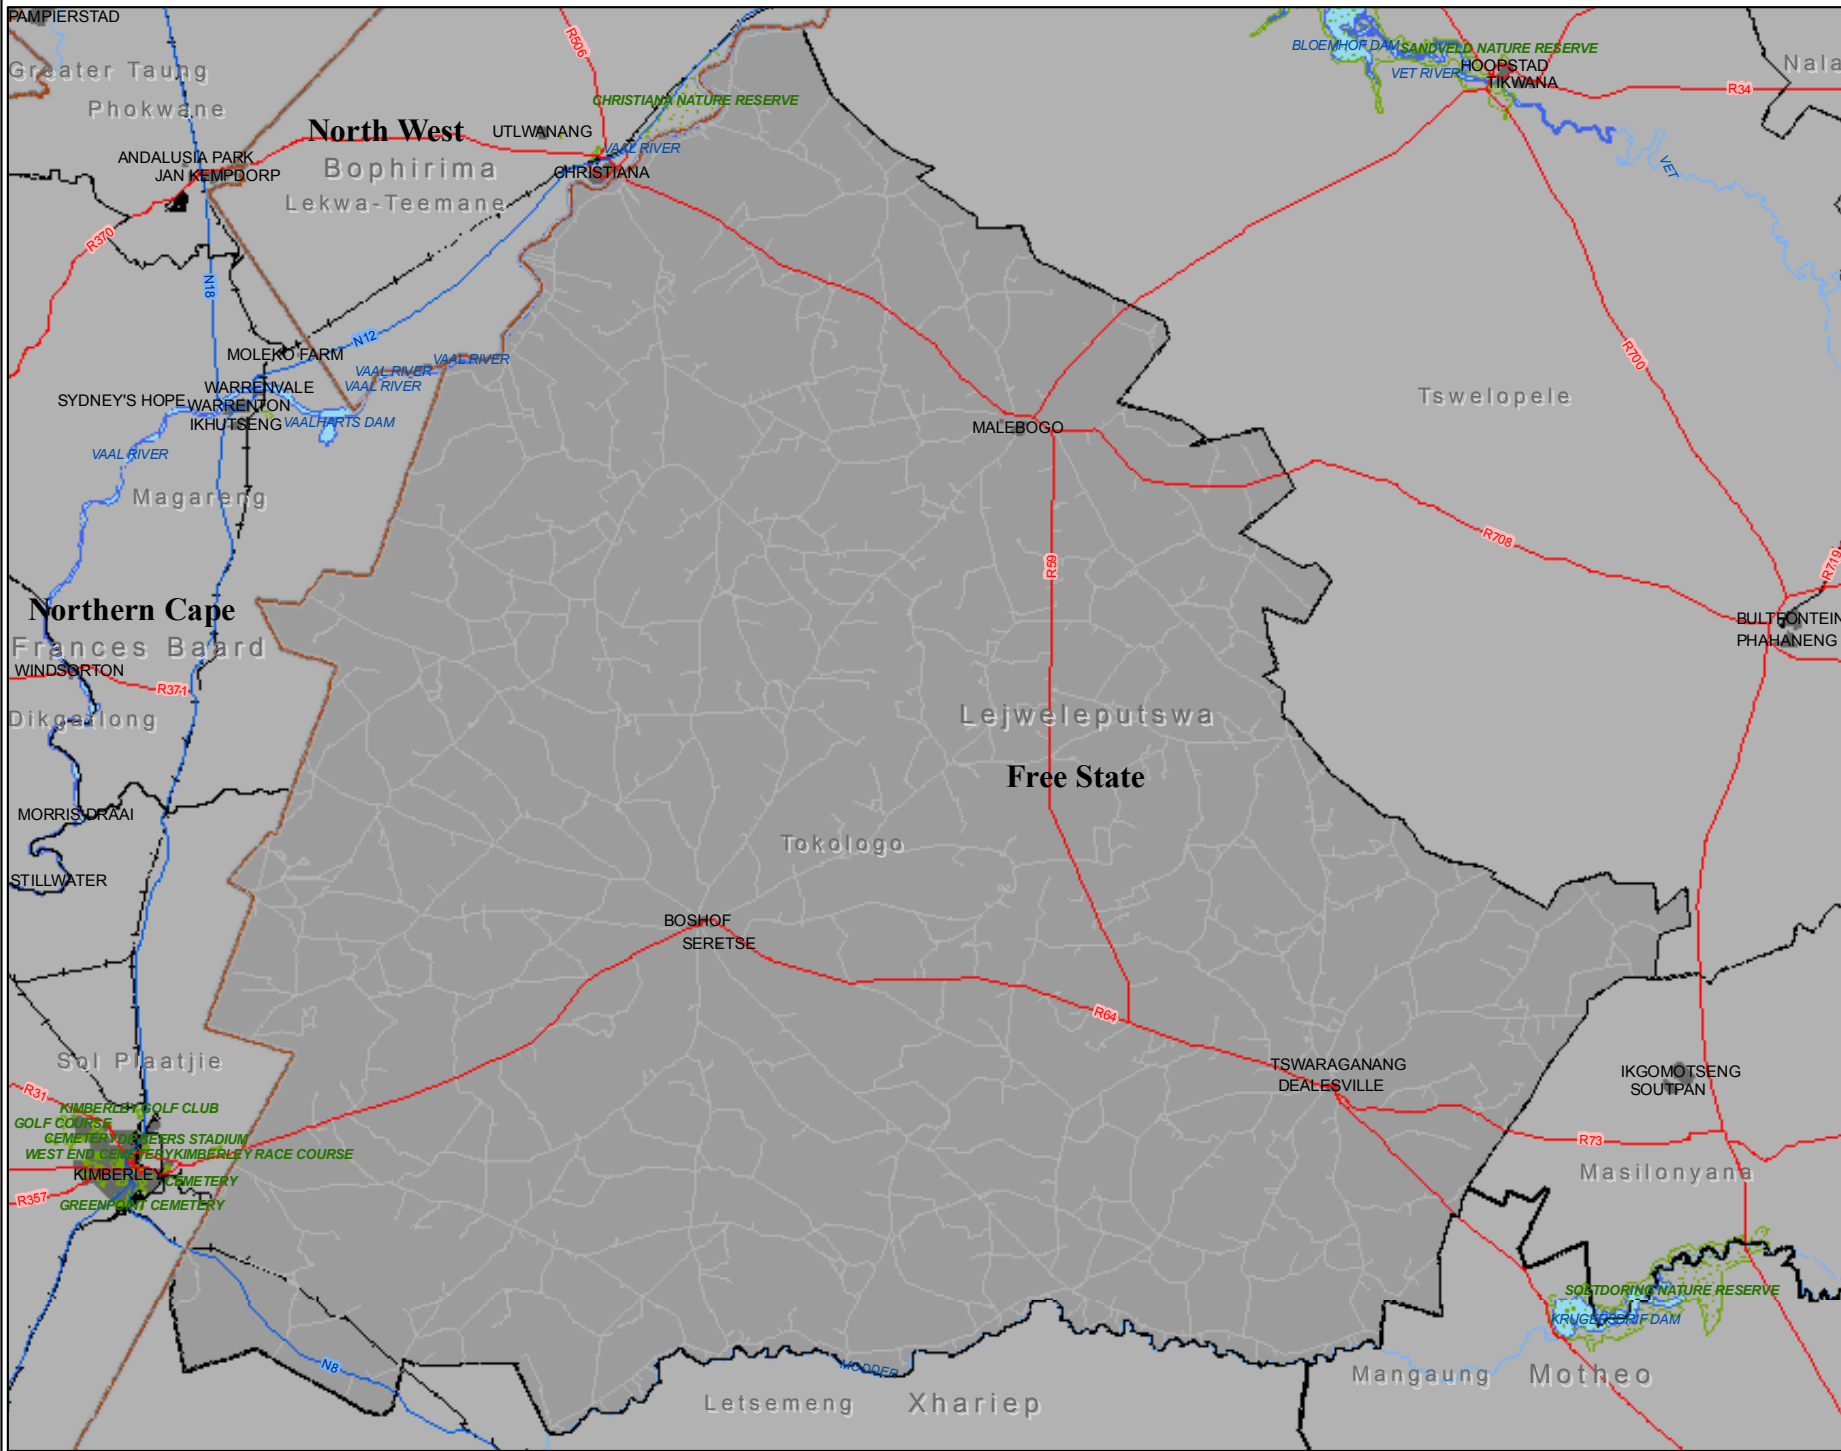 PAMPIERSTAD
R506
BLOEMHOF DAM
SANDVELD NATURE RESERVE
HOOPSTAD
VET RIVER
TIKWANA
R34
Nala
Greater Taung
Phokwane
CHRISTIANA NATURE RESERVE
North West
UTLWANANG
VAAL RIVER
ANDALUSIA PARK
JAN KEMPDORP
Bophirima
CHRISTIANA
VET
Lekwa-Teemane
R370
N18
N12
MOLEKO FARM
VAAL RIVER
VAAL RIVER
VAAL RIVER
R700
WARRENVALE
SYDNEY'S HOPE
WARRENTON
IKHUTSENG
VAALHARTS DAM
Tswelopele
MALEBOGO
VAAL RIVER
Magareng
R708
R59
R719
Northern Cape
Frances Baard
BULTFONTEIN
PHAHANENG
WINDSORTON
R371
Dikgatlong
Lejweleputswa
Free State
MORRIS DRAAI
Tokologo
STILLWATER
BOSHOF
SERETSE
R64
Sol Plaatjie
TSWARAGANANG
DEALESVILLE
IKGOMOTSENG
SOUTPAN
R31
KIMBERLEY GOLF CLUB
GOLF COURSE
CEMETERY
DE BEERS STADIUM
WEST END CEMETERY
KIMBERLEY RACE COURSE
R73
KIMBERLEY
CEMETERY
Masilonyana
R357
GREENPOINT CEMETERY
SOETDORING NATURE RESERVE
KRUGERSDRIF DAM
N8
MODDER
Mangaung
Motheo
Letsemeng
Xhariep